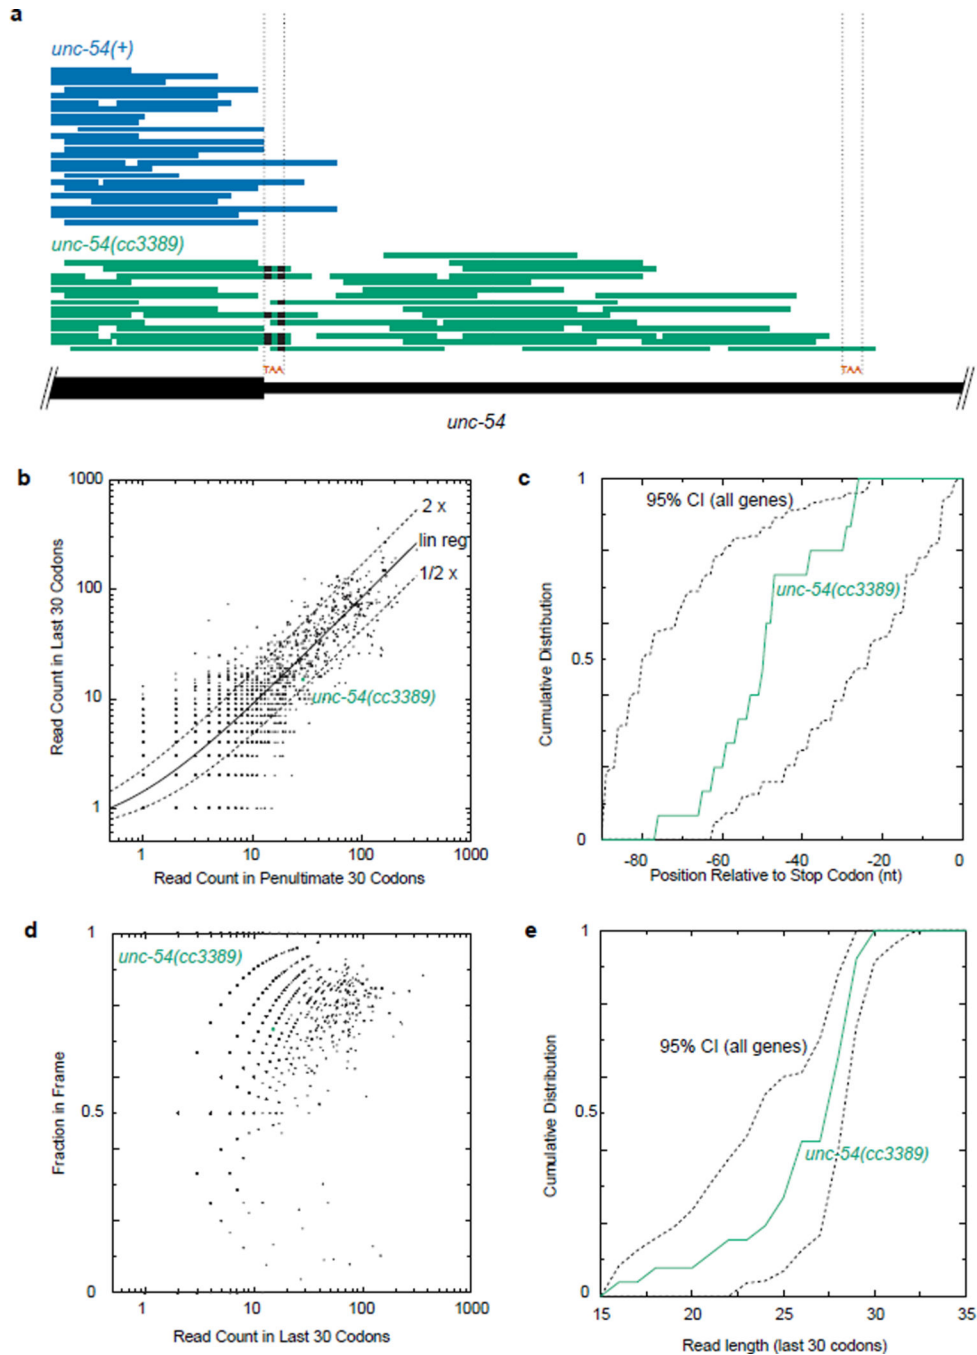 a
unc-54(+)
unc-54(cc3389)
TAA TAA
unc-54
b
1000
100
10
1
1 10 100 1000
2 x
lin reg
1/2 x
unc-54(cc3389)
Read Count in Last 30 Codons
Read Count in Penultimate 30 Codons
c
1
0.5
0
-80 -60 -40 -20 0
95% CI (all genes)
unc-54(cc3389)
Cumulative Distribution
Position Relative to Stop Codon (nt)
d
1
0.5
0
1 10 100 1000
unc-54(cc3389)
Fraction in Frame
Read Count in Last 30 Codons
e
1
0.5
0
15 20 25 30 35
95% CI (all genes)
unc-54(cc3389)
Cumulative Distribution
Read length (last 30 codons)